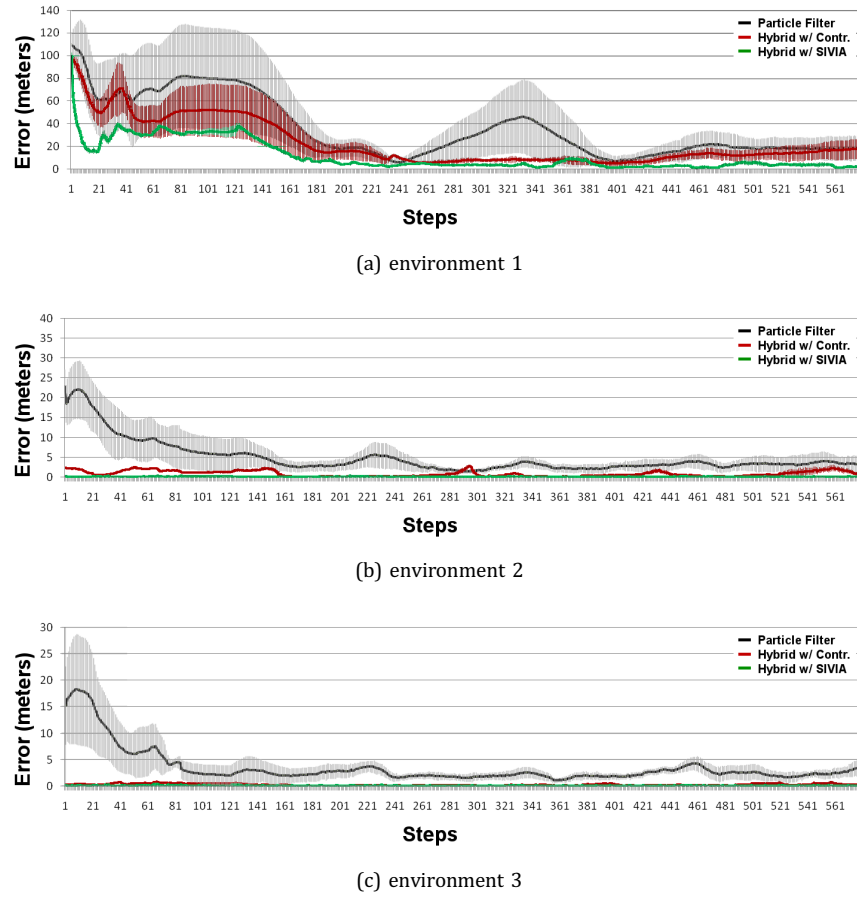 140
120
100
80
60
40
20
0
Error (meters)
Particle Filter
Hybrid w/ Contr.
Hybrid w/ SIVIA
1 21 41 61 81 101 121 141 161 181 201 221 241 261 281 301 321 341 361 381 401 421 441 461 481 501 521 541 561
Steps
(a) environment 1
40
35
30
25
20
15
10
5
0
Error (meters)
Particle Filter
Hybrid w/ Contr.
Hybrid w/ SIVIA
1 21 41 61 81 101 121 141 161 181 201 221 241 261 281 301 321 341 361 381 401 421 441 461 481 501 521 541 561
Steps
(b) environment 2
30
25
20
15
10
5
0
Error (meters)
Particle Filter
Hybrid w/ Contr.
Hybrid w/ SIVIA
1 21 41 61 81 101 121 141 161 181 201 221 241 261 281 301 321 341 361 381 401 421 441 461 481 501 521 541 561
Steps
(c) environment 3